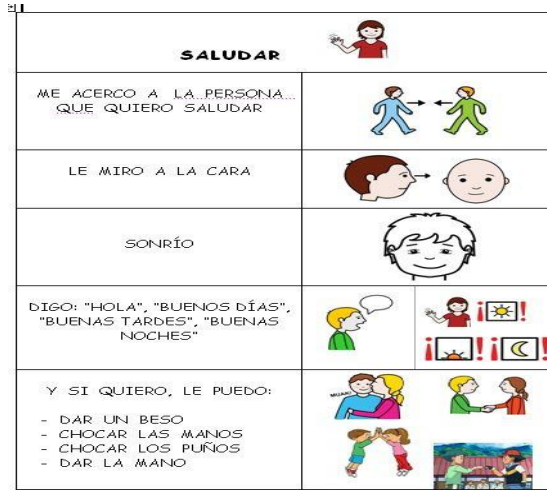 SALUDAR
ME ACERCO A LA PERSONA
QUE QUIERO SALUDAR
LE MIRO A LA CARA
SONRÍO
DIGO: "HOLA", "BUENOS DÍAS",
"BUENAS TARDES", "BUENAS
NOCHES"
¡ !
¡ ! ¡ !
Y SI QUIERO, LE PUEDO:
- DAR UN BESO
- CHOCAR LAS MANOS
- CHOCAR LOS PUÑOS
- DAR LA MANO
MUAK!